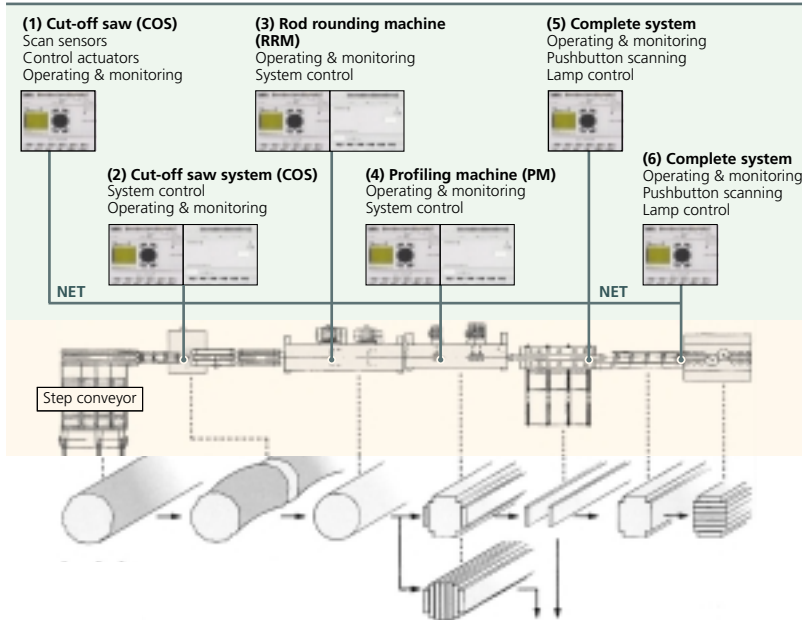 (1) Cut-off saw (COS)
Scan sensors
Control actuators
Operating & monitoring
(3) Rod rounding machine
(RRM)
Operating & monitoring
System control
(5) Complete system
Operating & monitoring
Pushbutton scanning
Lamp control
(2) Cut-off saw system (COS)
System control
Operating & monitoring
(4) Profiling machine (PM)
Operating & monitoring
System control
(6) Complete system
Operating & monitoring
Pushbutton scanning
Lamp control
NET
NET
Step conveyor